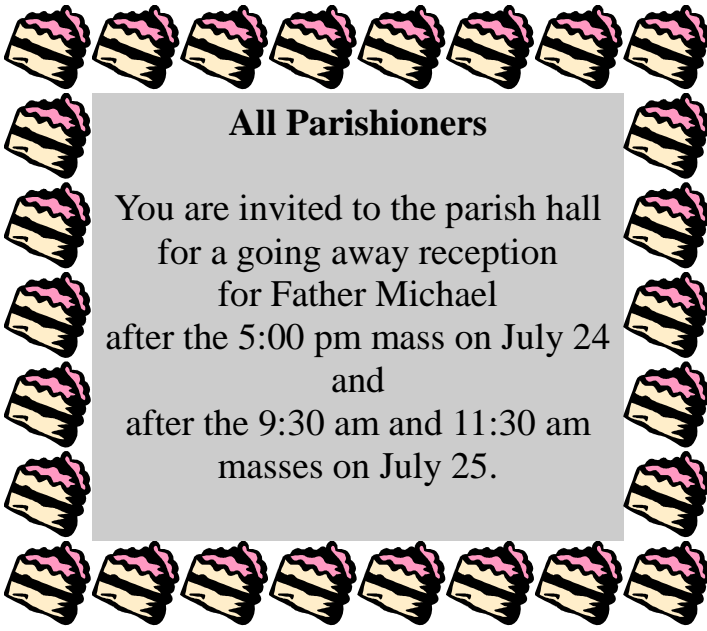 All Parishioners
You are invited to the parish hall
for a going away reception
for Father Michael
after the 5:00 pm mass on July 24
and
after the 9:30 am and 11:30 am
masses on July 25.